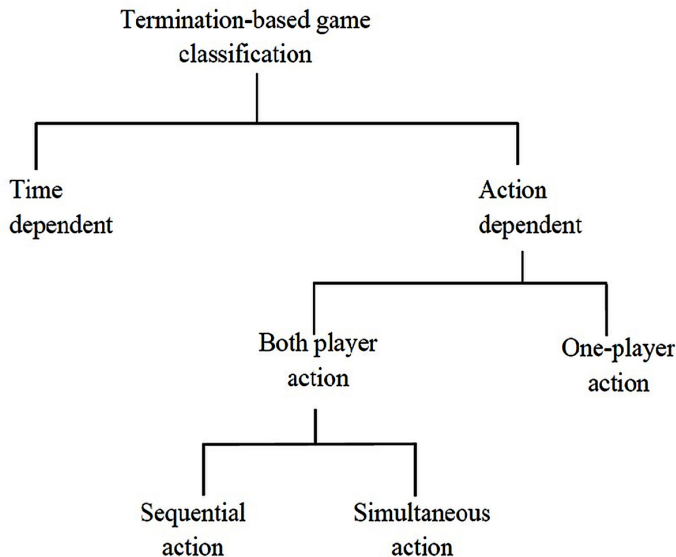 Termination-based game
classification
Time
dependent
Action
dependent
Both player
action
One-player
action
Sequential
action
Simultaneous
action